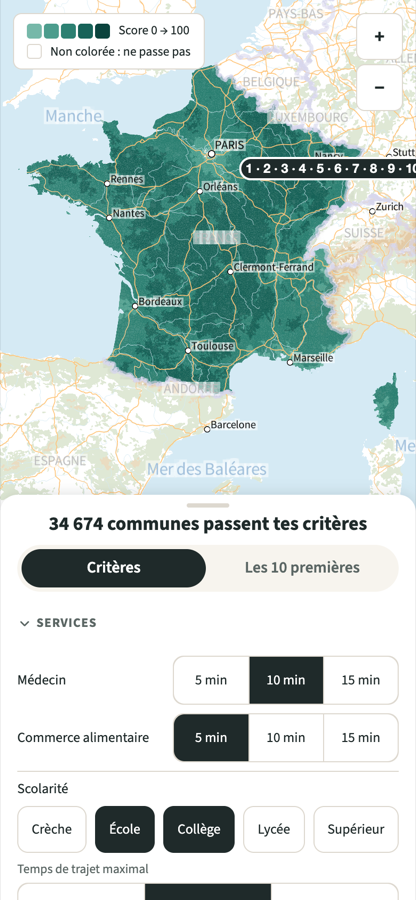 Score 0 → 100
Non colorée : ne passe pas
+
−
PAYS-BAS
BELGIQUE
LUXEMBOURG
Manche
PARIS
Nancy
Stutt
1 · 2 · 3 · 4 · 5 · 6 · 7 · 8 · 9 · 10
Rennes
Orléans
Zurich
Nantes
SUISSE
Clermont-Ferrand
Bordeaux
Toulouse
Marseille
ANDORRE
Barcelone
ESPAGNE
Mer des Baléares
Me
34 674 communes passent tes critères
Critères
Les 10 premières
SERVICES
Médecin
5 min
10 min
15 min
Commerce alimentaire
5 min
10 min
15 min
Scolarité
Crèche
École
Collège
Lycée
Supérieur
Temps de trajet maximal